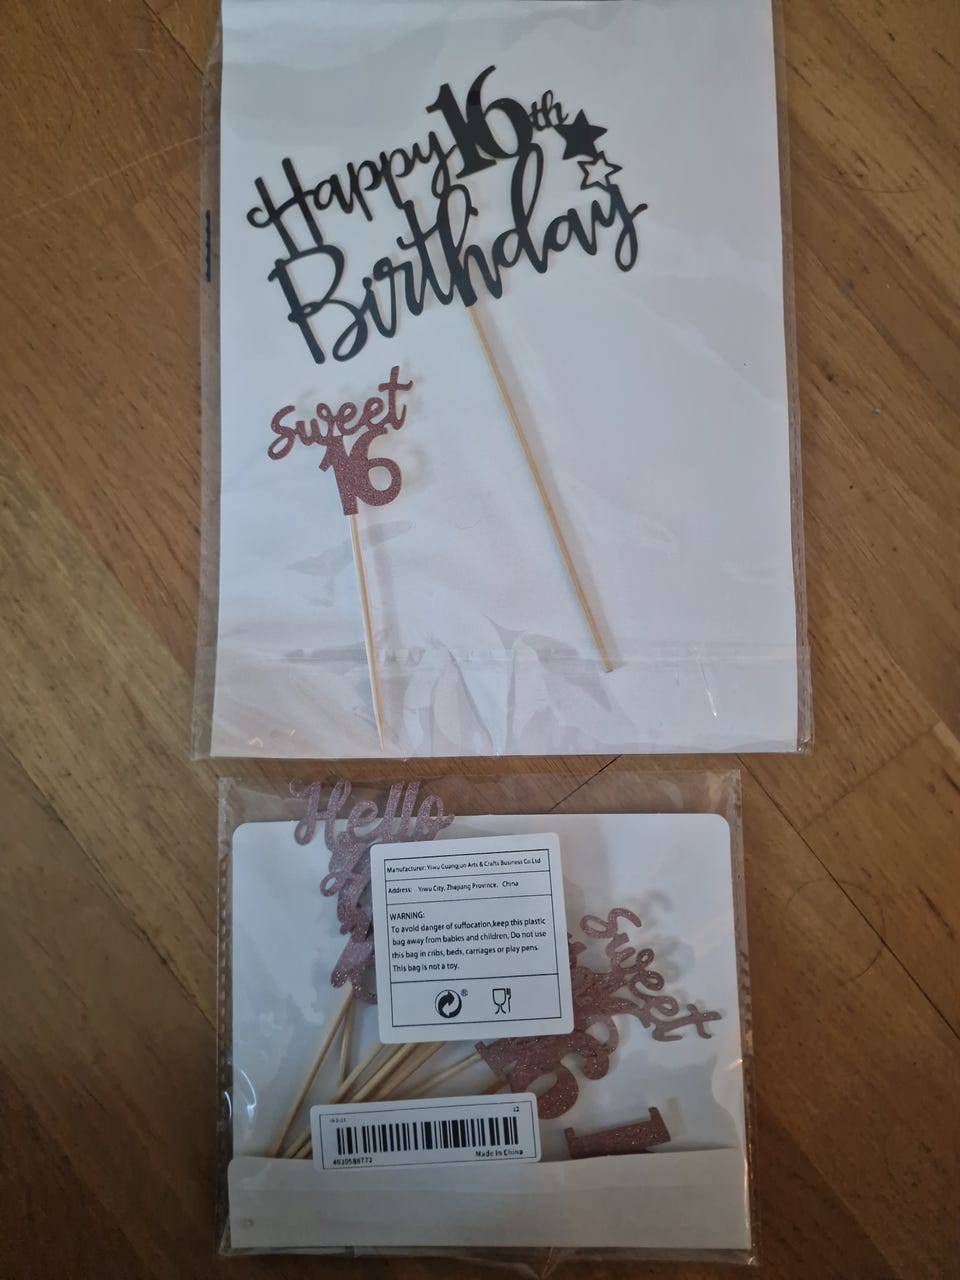 Happy 16th
Birthday
sweet
16
Hello
Manufacturer: Yiwu Guangjun Arts & Crafts Business Co.Ltd
Address: Yiwu City, Zhejiang Province, China
WARNING:
To avoid danger of suffocation,keep this plastic
bag away from babies and children, Do not use
this bag in cribs, beds, carriages or play pens.
This bag is not a toy.
®
Sweet
12
Made In China